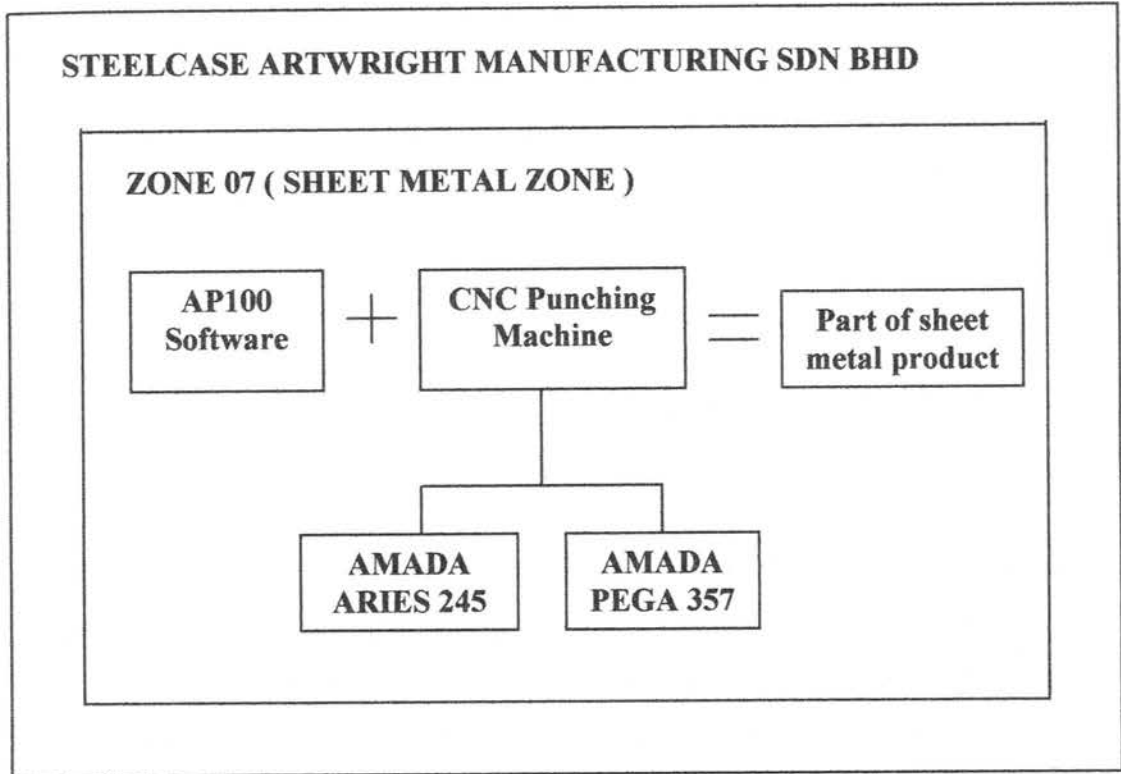 STEELCASE ARTWRIGHT MANUFACTURING SDN BHD
ZONE 07 ( SHEET METAL ZONE )
AP100
Software
+
CNC Punching
Machine
=
Part of sheet
metal product
AMADA
ARIES 245
AMADA
PEGA 357